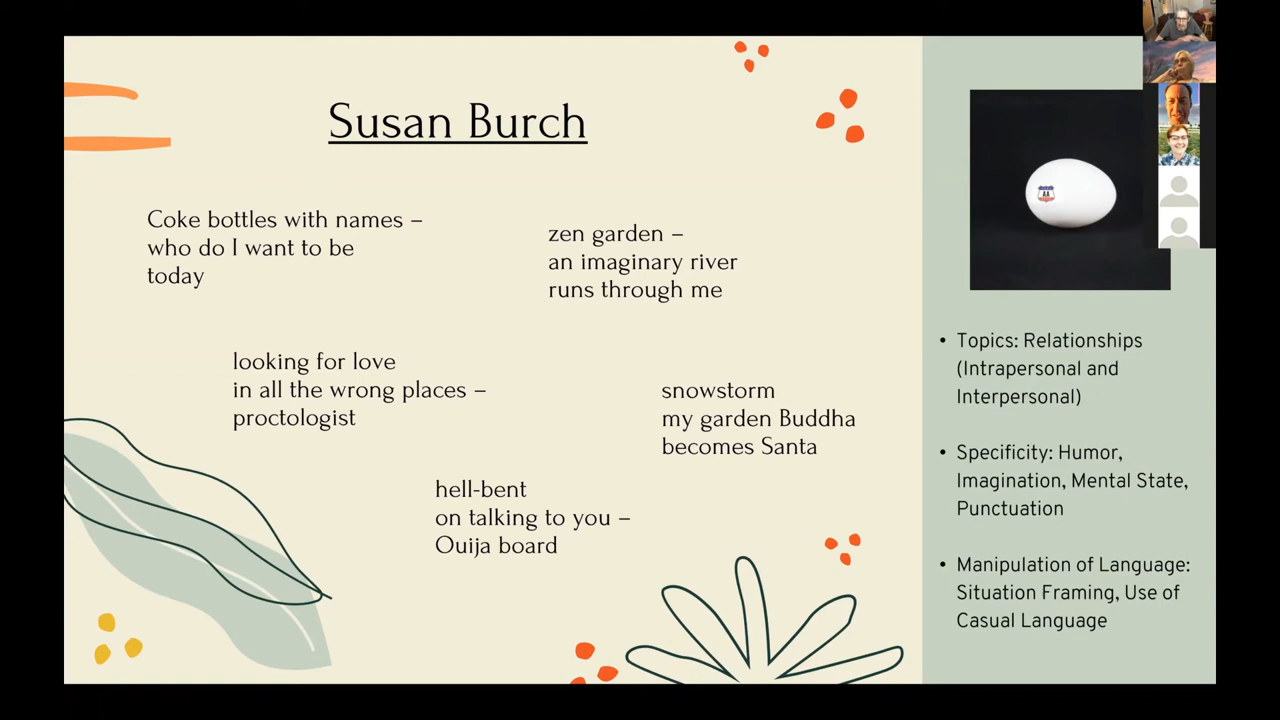 Susan Burch
Coke bottles with names –
who do I want to be
today
zen garden –
an imaginary river
runs through me
looking for love
in all the wrong places –
proctologist
snowstorm
my garden Buddha
becomes Santa
hell-bent
on talking to you –
Ouija board
AA
• Topics: Relationships
(Intrapersonal and
Interpersonal)
• Specificity: Humor,
Imagination, Mental State,
Punctuation
• Manipulation of Language:
Situation Framing, Use of
Casual Language